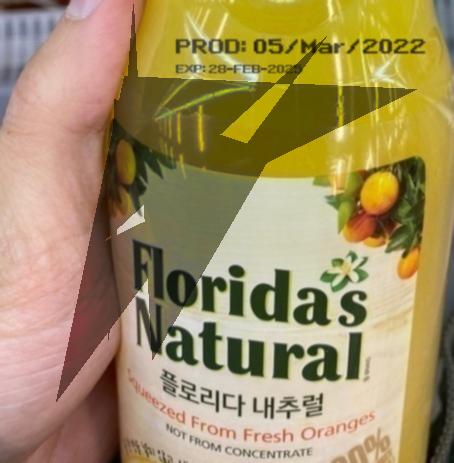 PROD: 05/Mar/2022
EXP: 28-FEB-2025
Florida's
Natural
플로리다 내추럴
Squeezed From Fresh Oranges
NOT FROM CONCENTRATE